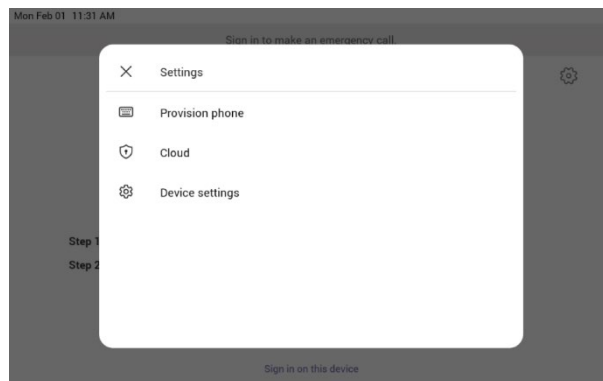 Mon Feb 01 11:31 AM
Sign in to make an emergency call.
Settings
Provision phone
Cloud
Device settings
Step 1
Step 2
Sign in on this device